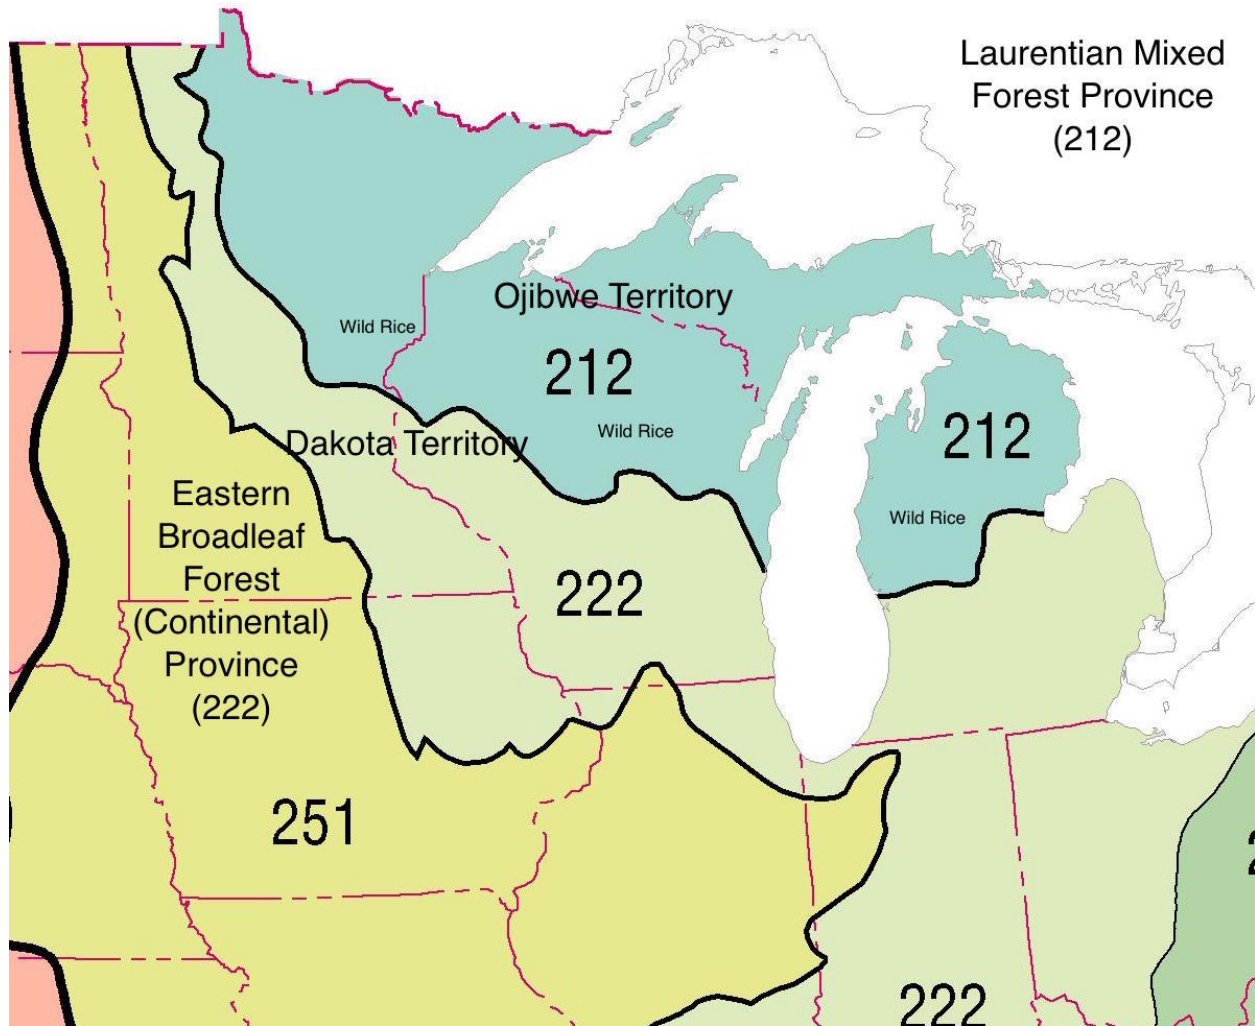 Laurentian Mixed
Forest Province
(212)
Ojibwe Territory
Wild Rice
212
Wild Rice
212
Dakota Territory
Wild Rice
Eastern
Broadleaf
Forest
(Continental)
Province
(222)
222
251
222